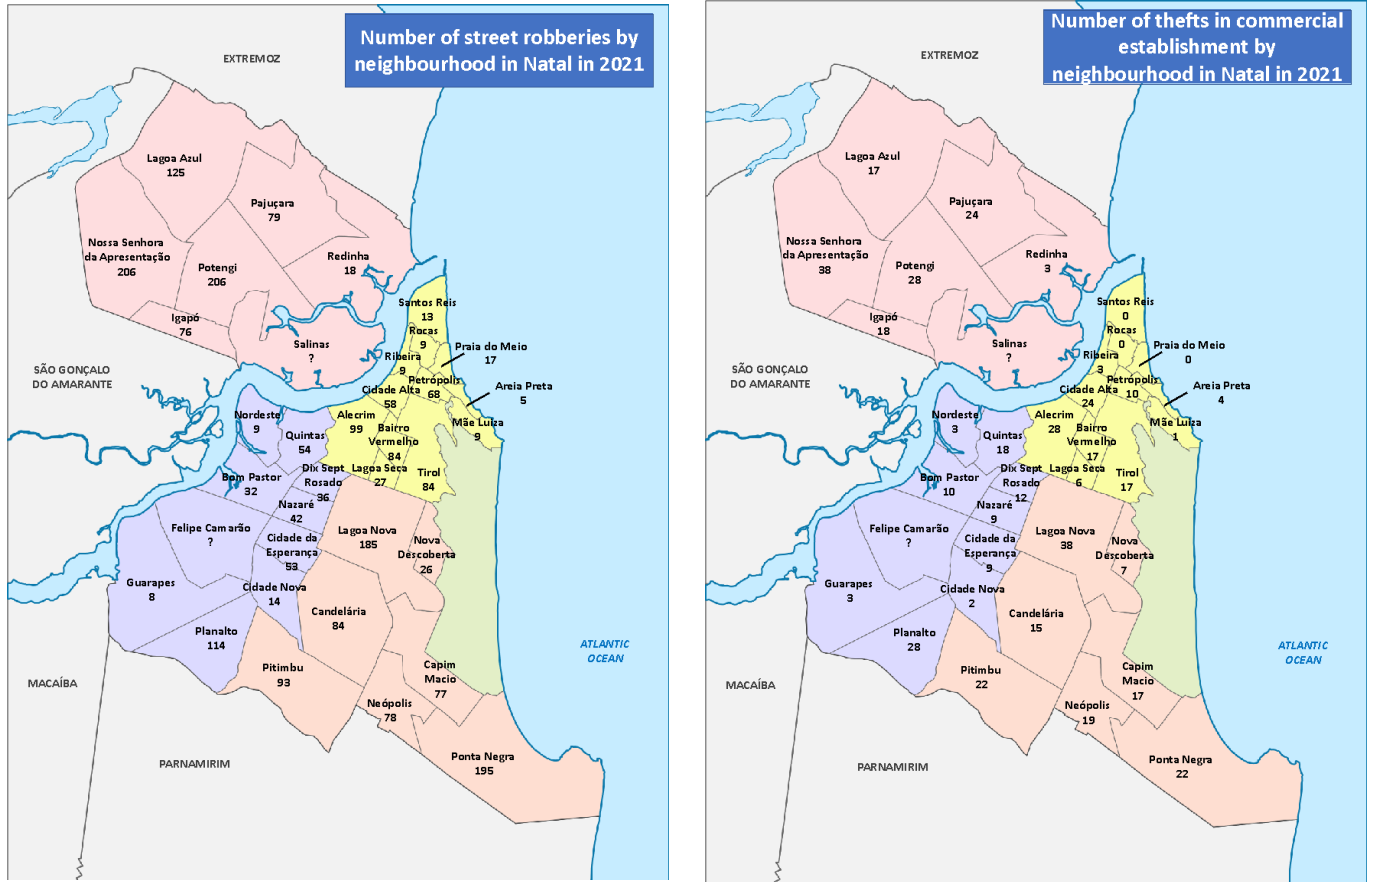 Number of street robberies by
neighbourhood in Natal in 2021
EXTREMOZ
Lagoa Azul
125
Pajuçara
79
Nossa Senhora
da Apresentação
206
Potengi
206
Redinha
18
Igapó
76
Salinas
?
Santos Reis
13
Rocas
9
Praia do Meio
17
Ribeira
9
Petrópolis
68
Areia Preta
5
Cidade Alta
58
Mãe Luiza
9
Alecrim
99
Bairro
Vermelho
84
Lagoa Seca
27
Tirol
84
SÃO GONÇALO
DO AMARANTE
Nordeste
9
Quintas
54
Dix Sept
Rosado
36
Bom Pastor
32
Nazaré
42
Felipe Camarão
?
Cidade da
Esperança
53
Lagoa Nova
185
Nova
Descoberta
26
Guarapes
8
Cidade Nova
14
Candelária
84
Planalto
114
Pitimbu
93
Capim
Macio
77
Neópolis
78
Ponta Negra
195
ATLANTIC
OCEAN
MACAÍBA
PARNAMIRIM
Number of thefts in commercial
establishment by
neighbourhood in Natal in 2021
EXTREMOZ
Lagoa Azul
17
Pajuçara
24
Nossa Senhora
da Apresentação
38
Potengi
28
Redinha
3
Igapó
18
Salinas
?
Santos Reis
0
Rocas
0
Praia do Meio
0
Ribeira
3
Petrópolis
10
Areia Preta
4
Cidade Alta
24
Mãe Luiza
1
Alecrim
28
Bairro
Vermelho
17
Lagoa Seca
6
Tirol
17
SÃO GONÇALO
DO AMARANTE
Nordeste
3
Quintas
18
Dix Sept
Rosado
12
Bom Pastor
10
Nazaré
9
Felipe Camarão
?
Cidade da
Esperança
9
Lagoa Nova
38
Nova
Descoberta
7
Guarapes
3
Cidade Nova
2
Candelária
15
Planalto
28
Pitimbu
22
Capim
Macio
17
Neópolis
19
Ponta Negra
22
ATLANTIC
OCEAN
MACAÍBA
PARNAMIRIM